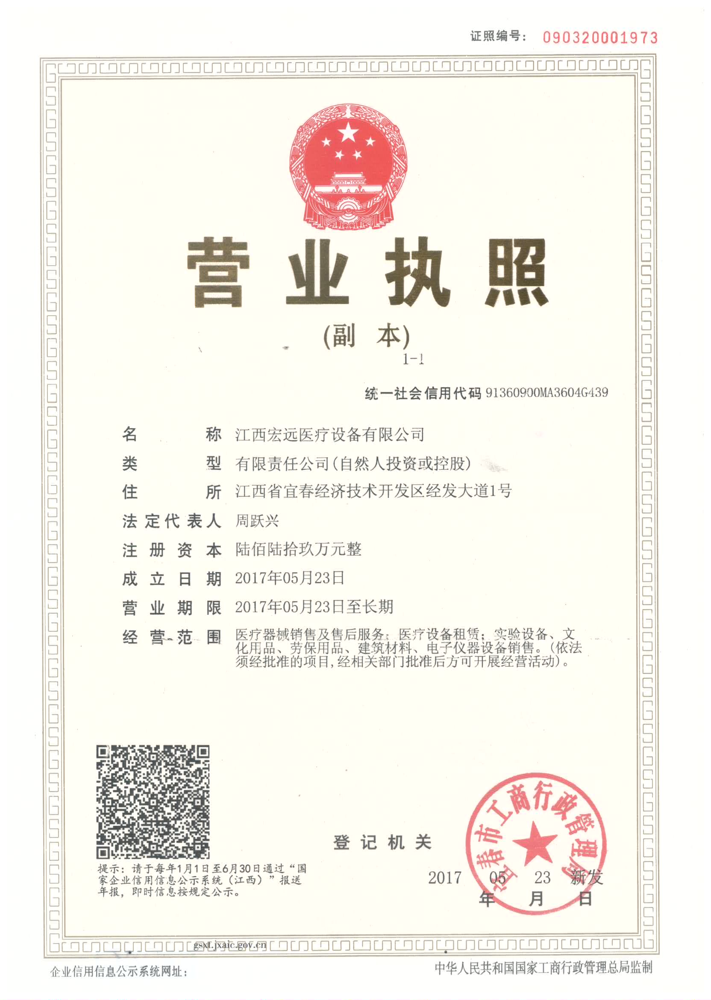 证照编号： 090320001973
营业执照
(副 本)
1-1
统一社会信用代码 91360900MA3604G439
名 称 江西宏远医疗设备有限公司
类 型 有限责任公司(自然人投资或控股)
住 所 江西省宜春经济技术开发区经发大道1号
法定代表人 周跃兴
注册资本 陆佰陆拾玖万元整
成立日期 2017年05月23日
营业期限 2017年05月23日至长期
经营范围 医疗器械销售及售后服务；医疗设备租赁；实验设备、文
化用品、劳保用品、建筑材料、电子仪器设备销售。(依法
须经批准的项目,经相关部门批准后方可开展经营活动)。
提示：请于每年1月1日至6月30日通过“国
家企业信用信息公示系统（江西）”报送
年报，即时信息按规定公示。
登记机关
宜春市工商行政管理局
2017 05 23 新发
年 月 日
gsxt.jxaic.gov.cn
企业信用信息公示系统网址：
中华人民共和国国家工商行政管理总局监制